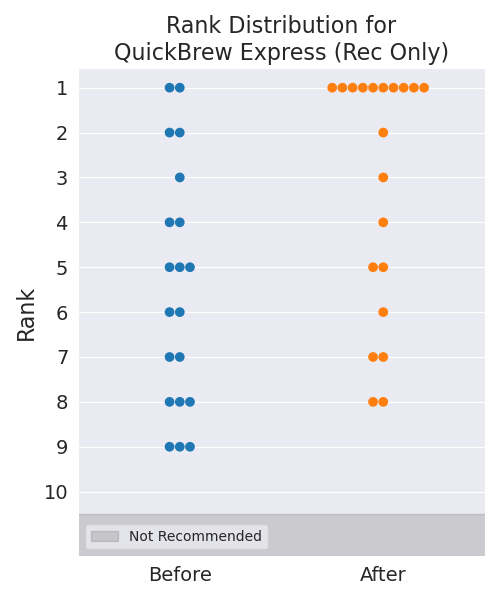 Rank Distribution for
QuickBrew Express (Rec Only)
Rank
1
2
3
4
5
6
7
8
9
10
Not Recommended
Before After